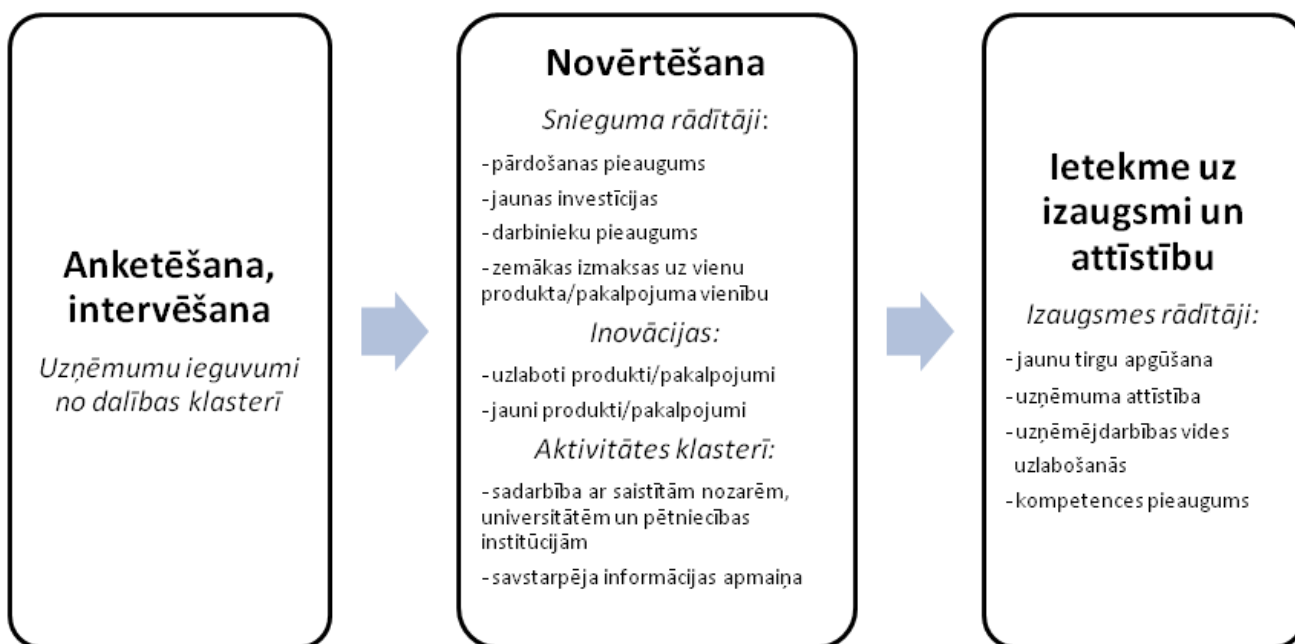 Anketēšana,
intervēšana
Uzņēmumu ieguvumi
no dalības klasterī
Novērtēšana
Snieguma rādītāji:
-pārdošanas pieaugums
-jaunas investīcijas
-darbinieku pieaugums
-zemākas izmaksas uz vienu
produkta/pakalpojuma vienību
Inovācijas:
-uzlaboti produkti/pakalpojumi
-jauni produkti/pakalpojumi
Aktivitātes klasterī:
-sadarbība ar saistītām nozarēm,
universitātēm un pētniecības
institūcijām
-savstarpēja informācijas apmaiņa
Ietekme uz
izaugsmi un
attīstību
Izaugsmes rādītāji:
-jaunu tirgu apgūšana
-uzņēmuma attīstība
-uzņēmējdarbības vides
uzlabošanās
-kompetences pieaugums